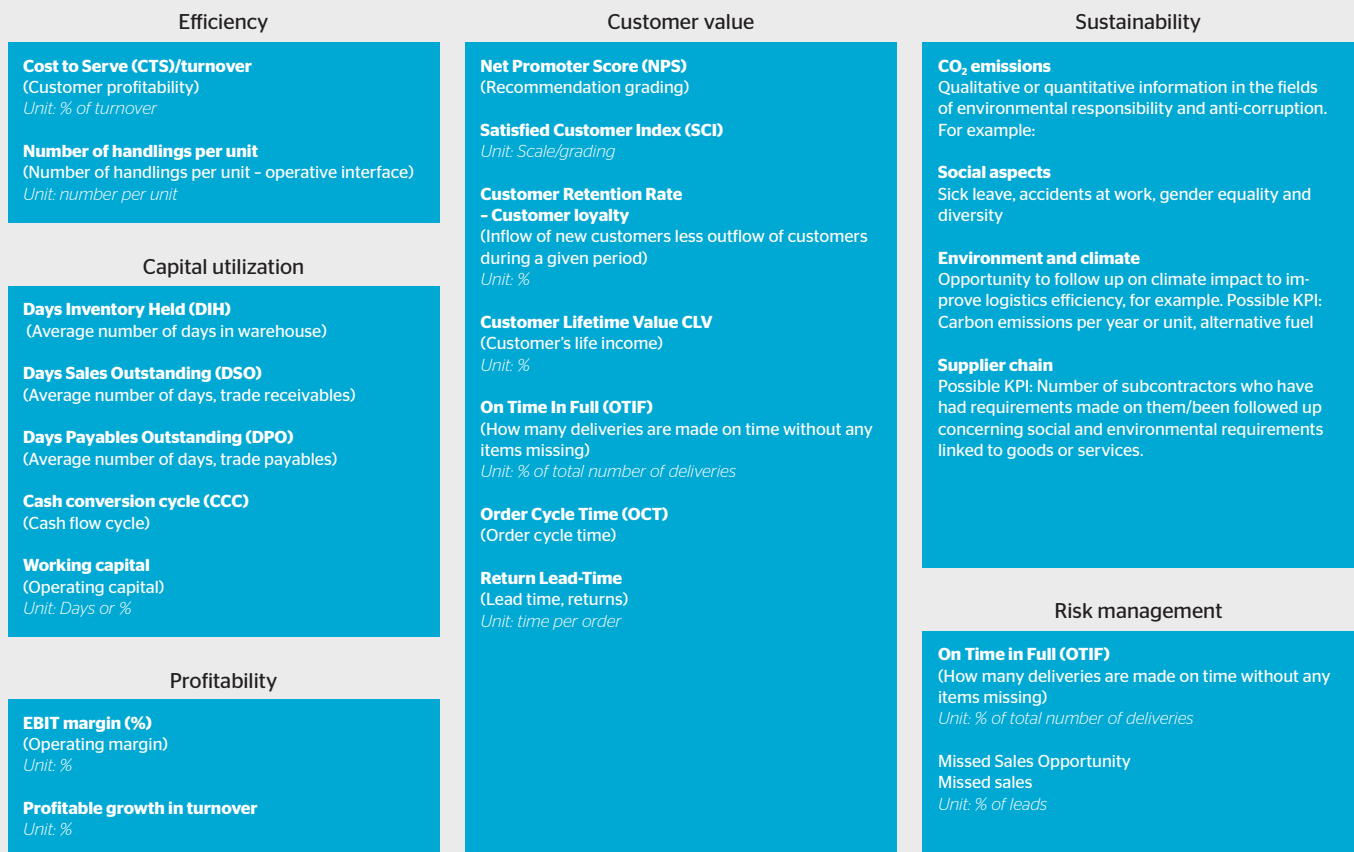 Efficiency
Cost to Serve (CTS)/turnover
(Customer profitability)
Unit: % of turnover
Number of handlings per unit
(Number of handlings per unit – operative interface)
Unit: number per unit
Capital utilization
Days Inventory Held (DIH)
(Average number of days in warehouse)
Days Sales Outstanding (DSO)
(Average number of days, trade receivables)
Days Payables Outstanding (DPO)
(Average number of days, trade payables)
Cash conversion cycle (CCC)
(Cash flow cycle)
Working capital
(Operating capital)
Unit: Days or %
Profitability
EBIT margin (%)
(Operating margin)
Unit: %
Profitable growth in turnover
Unit: %
Customer value
Net Promoter Score (NPS)
(Recommendation grading)
Satisfied Customer Index (SCI)
Unit: Scale/grading
Customer Retention Rate
– Customer loyalty
(Inflow of new customers less outflow of customers
during a given period)
Unit: %
Customer Lifetime Value CLV
(Customer's life income)
Unit: %
On Time In Full (OTIF)
(How many deliveries are made on time without any
items missing)
Unit: % of total number of deliveries
Order Cycle Time (OCT)
(Order cycle time)
Return Lead-Time
(Lead time, returns)
Unit: time per order
Sustainability
CO₂ emissions
Qualitative or quantitative information in the fields
of environmental responsibility and anti-corruption.
For example:
Social aspects
Sick leave, accidents at work, gender equality and
diversity
Environment and climate
Opportunity to follow up on climate impact to im-
prove logistics efficiency, for example. Possible KPI:
Carbon emissions per year or unit, alternative fuel
Supplier chain
Possible KPI: Number of subcontractors who have
had requirements made on them/been followed up
concerning social and environmental requirements
linked to goods or services.
Risk management
On Time in Full (OTIF)
(How many deliveries are made on time without any
items missing)
Unit: % of total number of deliveries
Missed Sales Opportunity
Missed sales
Unit: % of leads